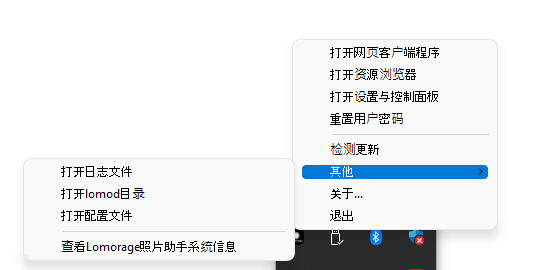 打开网页客户端程序
打开资源浏览器
打开设置与控制面板
重置用户密码
检测更新
其他
关于...
退出
打开日志文件
打开lomod目录
打开配置文件
查看Lomorage照片助手系统信息